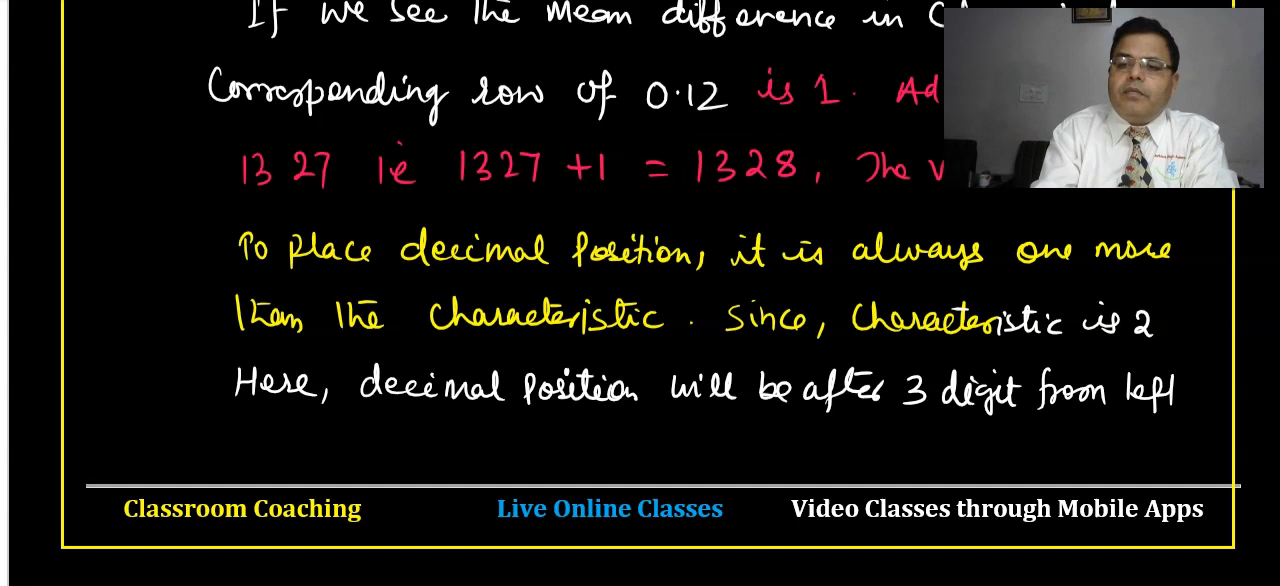 If we see the mean difference in
Corresponding row of 0.12 is 1. Ad
1327 ie 1327 +1 = 1328, The v
To place decimal position, it is always one more
than the characteristic. Since, characteristic is 2
Here, decimal position will be after 3 digit from left
Classroom Coaching Live Online Classes Video Classes through Mobile Apps